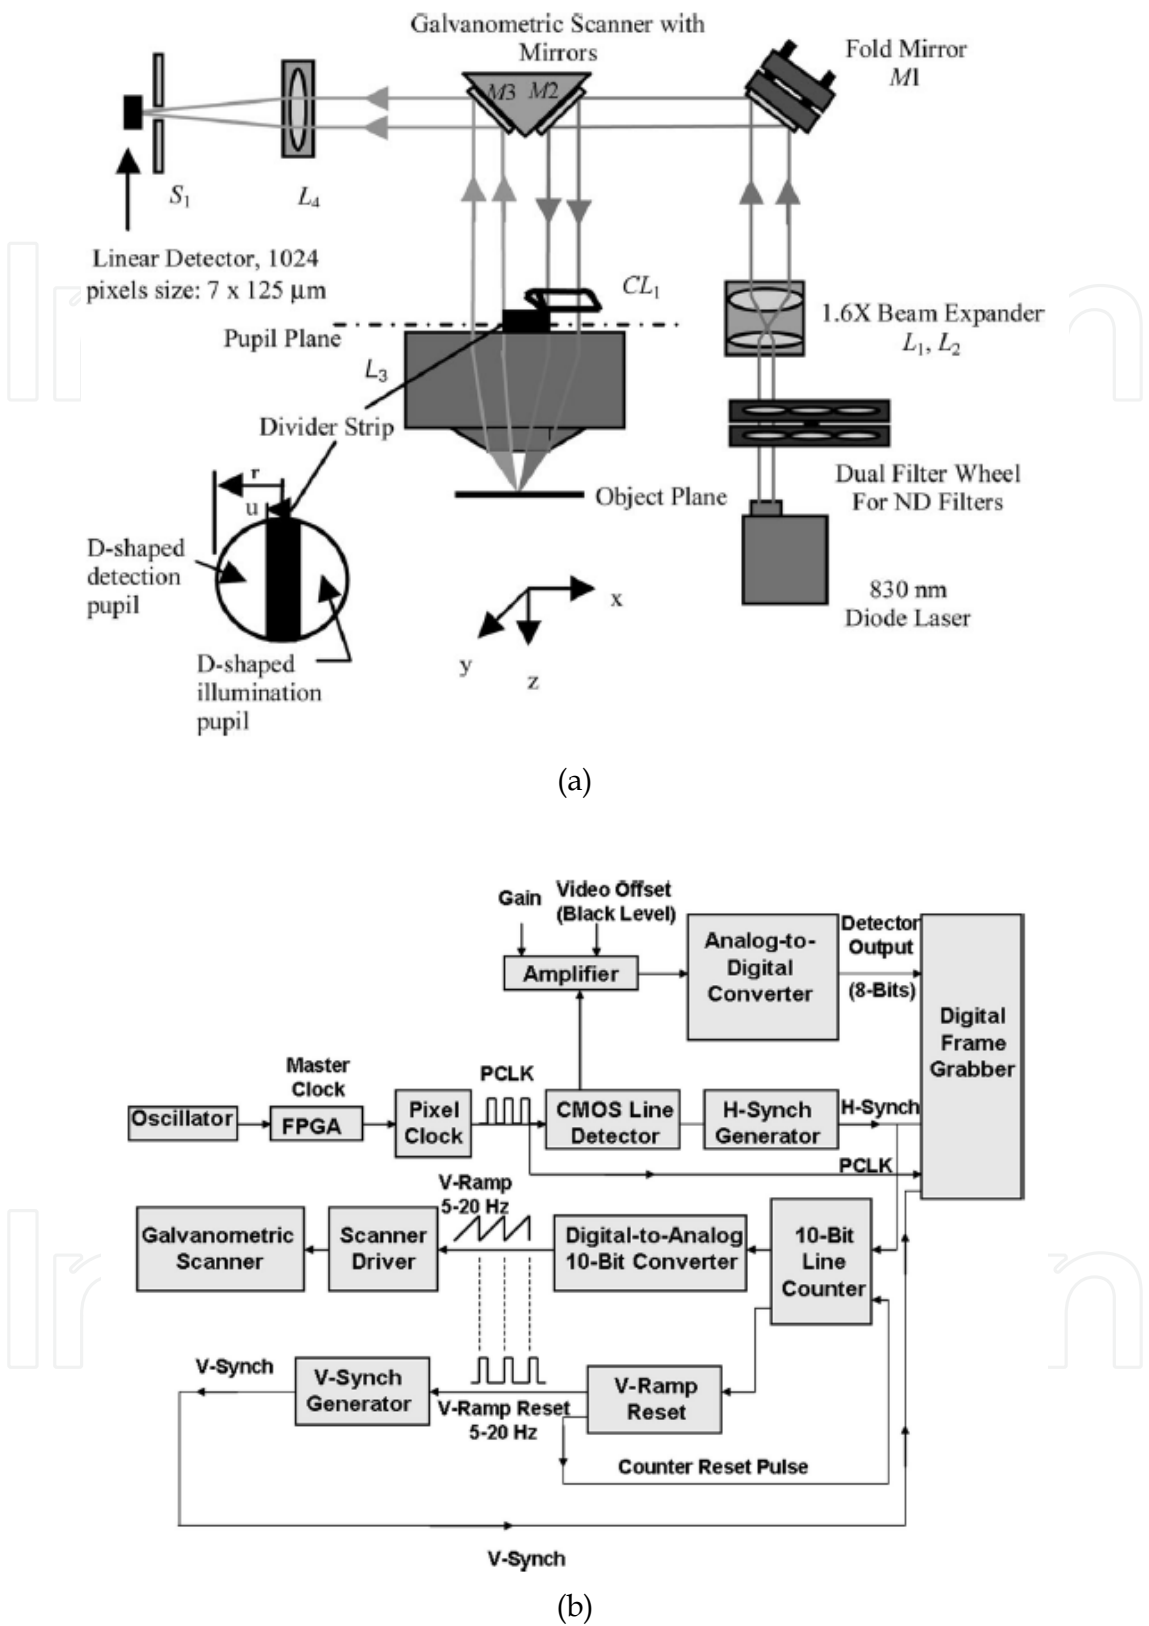 Galvanometric Scanner with
Mirrors
Fold Mirror
M1
M3 M2
S1
L4
Linear Detector, 1024
pixels size: 7 x 125 μm
CL1
1.6X Beam Expander
L1, L2
Pupil Plane
L3
Divider Strip
Dual Filter Wheel
For ND Filters
Object Plane
r
u
D-shaped
detection
pupil
830 nm
Diode Laser
x
y
z
D-shaped
illumination
pupil
(a)
Gain
Video Offset
(Black Level)
Amplifier
Analog-to-
Digital
Converter
Detector
Output
(8-Bits)
Digital
Frame
Grabber
Master
Clock
PCLK
Oscillator
FPGA
Pixel
Clock
CMOS Line
Detector
H-Synch
Generator
H-Synch
PCLK
V-Ramp
5-20 Hz
Galvanometric
Scanner
Scanner
Driver
Digital-to-Analog
10-Bit Converter
10-Bit
Line
Counter
V-Synch
V-Synch
Generator
V-Ramp Reset
5-20 Hz
V-Ramp
Reset
Counter Reset Pulse
V-Synch
(b)